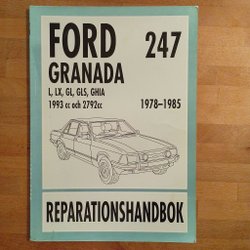 FORD 247
GRANADA
L, LX, GL, GLS, GHIA
1993 cc och 2792cc 1978-1985
REPARATIONSHANDBOK